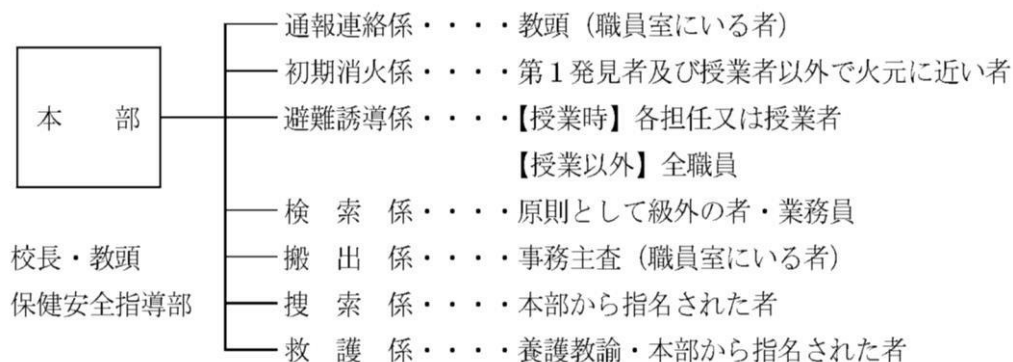 通報連絡係・・・・教頭（職員室にいる者）
初期消火係・・・・第１発見者及び授業者以外で火元に近い者
本　　部
避難誘導係・・・・【授業時】各担任又は授業者
【授業以外】全職員
検　索　係・・・・原則として級外の者・業務員
校長・教頭
搬　出　係・・・・事務主査（職員室にいる者）
保健安全指導部
捜　索　係・・・・本部から指名された者
救　護　係・・・・養護教諭・本部から指名された者